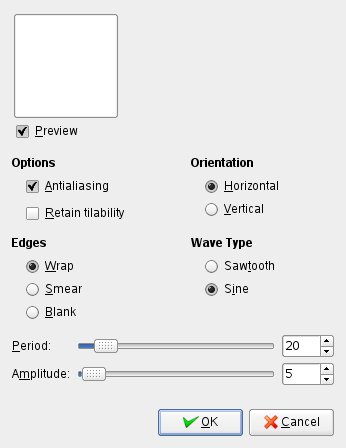 Preview
Options
Orientation
Antialiasing
Horizontal
Retain tilability
Vertical
Edges
Wave Type
Wrap
Sawtooth
Smear
Sine
Blank
Period: 20
Amplitude: 5
OK Cancel